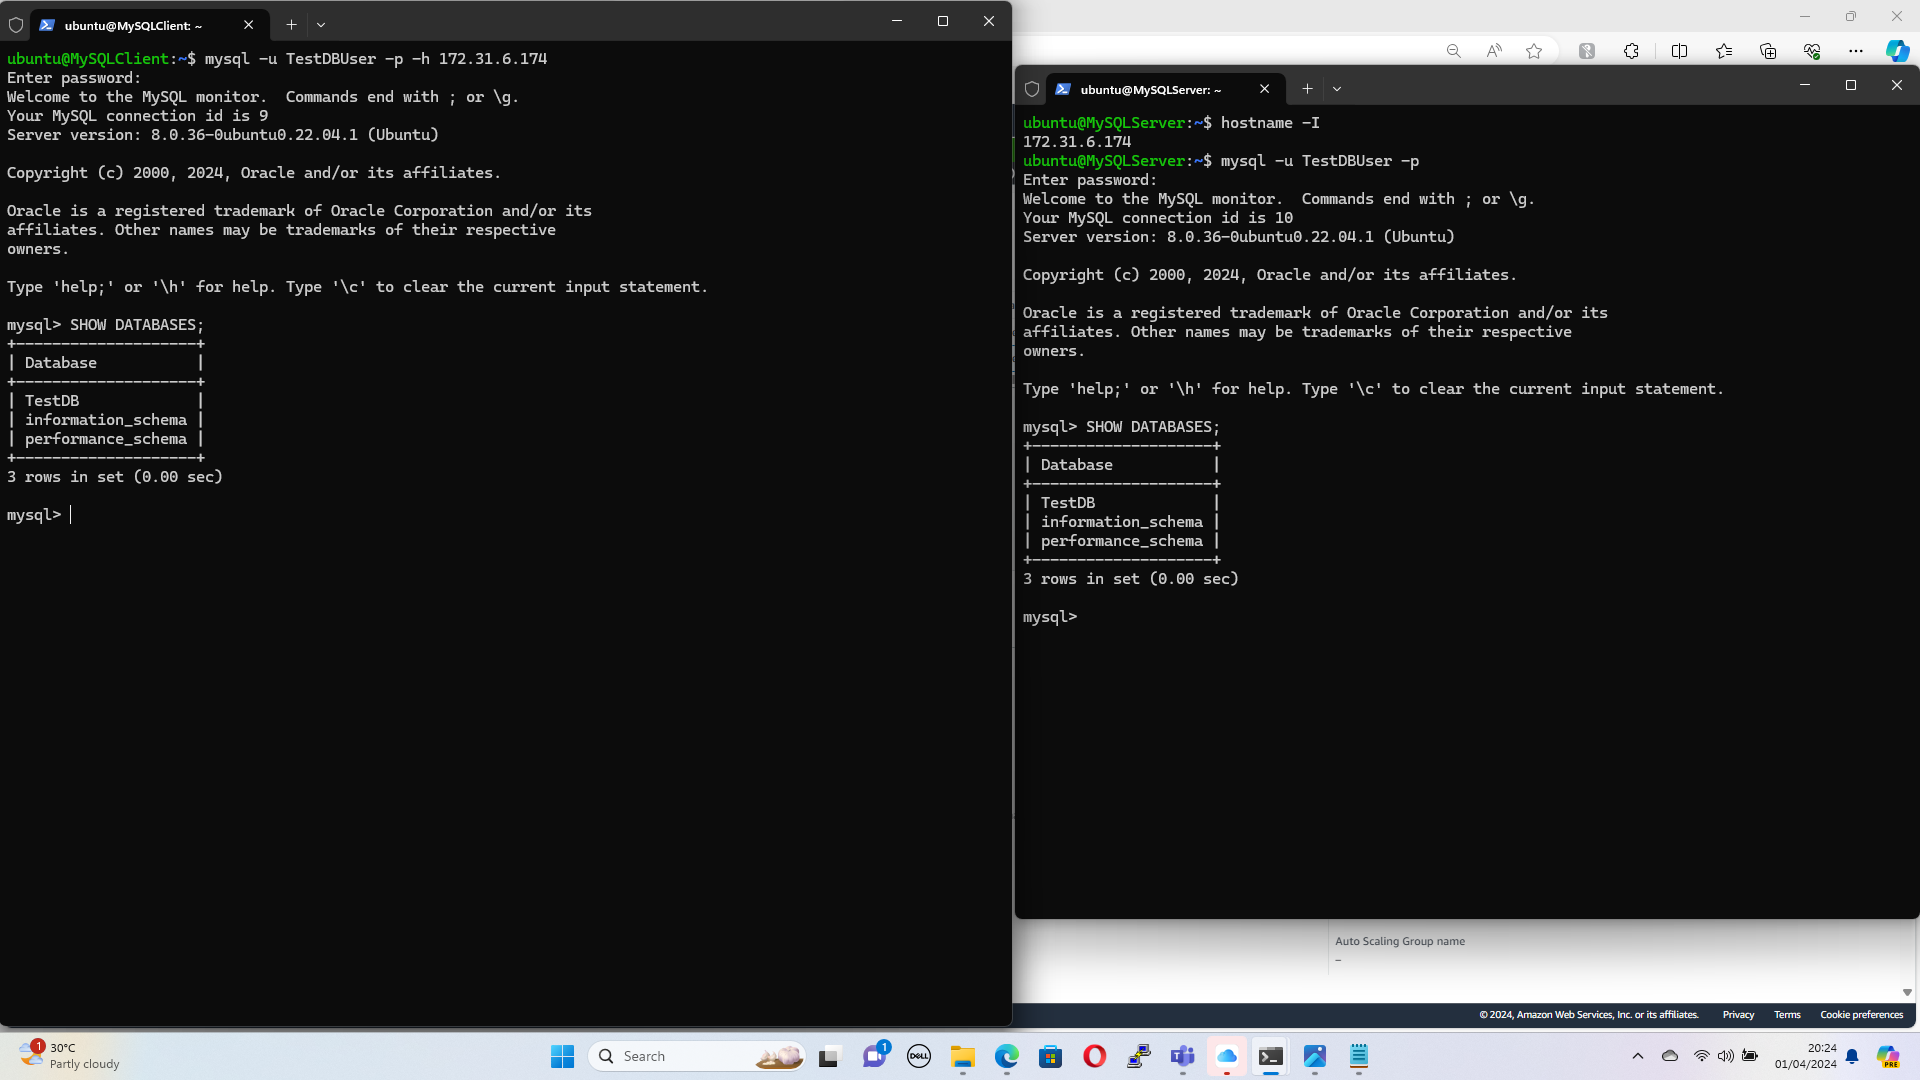 ubuntu@MySQLClient: ~
ubuntu@MySQLClient:~$ mysql -u TestDBUser -p -h 172.31.6.174
Enter password:
Welcome to the MySQL monitor.  Commands end with ; or \g.
Your MySQL connection id is 9
Server version: 8.0.36-0ubuntu0.22.04.1 (Ubuntu)
Copyright (c) 2000, 2024, Oracle and/or its affiliates.
Oracle is a registered trademark of Oracle Corporation and/or its
affiliates. Other names may be trademarks of their respective
owners.
Type 'help;' or '\h' for help. Type '\c' to clear the current input statement.
mysql> SHOW DATABASES;
+--------------------+
| Database           |
+--------------------+
| TestDB             |
| information_schema |
| performance_schema |
+--------------------+
3 rows in set (0.00 sec)
mysql>
ubuntu@MySQLServer: ~
ubuntu@MySQLServer:~$ hostname -I
172.31.6.174
ubuntu@MySQLServer:~$ mysql -u TestDBUser -p
Enter password:
Welcome to the MySQL monitor.  Commands end with ; or \g.
Your MySQL connection id is 10
Server version: 8.0.36-0ubuntu0.22.04.1 (Ubuntu)
Copyright (c) 2000, 2024, Oracle and/or its affiliates.
Oracle is a registered trademark of Oracle Corporation and/or its
affiliates. Other names may be trademarks of their respective
owners.
Type 'help;' or '\h' for help. Type '\c' to clear the current input statement.
mysql> SHOW DATABASES;
+--------------------+
| Database           |
+--------------------+
| TestDB             |
| information_schema |
| performance_schema |
+--------------------+
3 rows in set (0.00 sec)
mysql>
Auto Scaling Group name
–
© 2024, Amazon Web Services, Inc. or its affiliates. Privacy Terms Cookie preferences
1
30°C
Partly cloudy
Search
1
DELL
20:24
01/04/2024
PRE